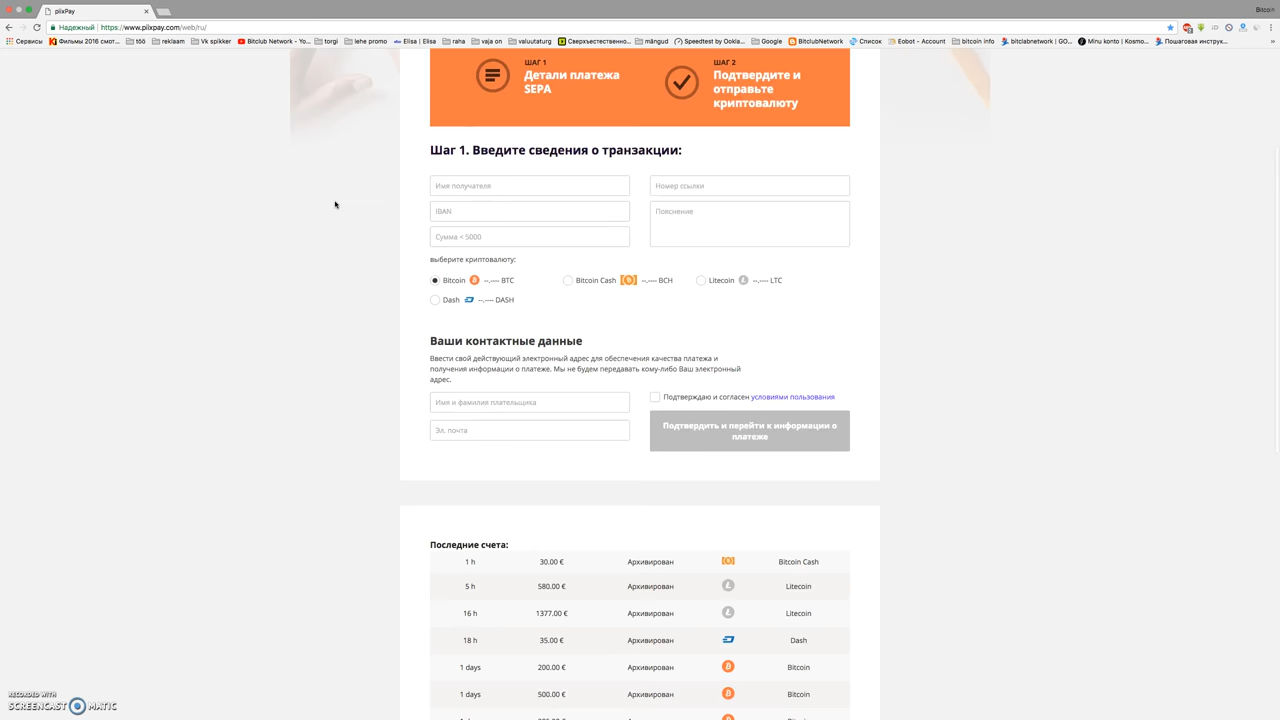 piixPay
Bitcoin
Надежный https://www.piixpay.com/web/ru/
Сервисы Фильмы 2016 смот... töö reklaam Vk spikker Bitclub Network - Yo... torgi lehe promo Elisa | Elisa raha vaja on valuutaturg Сверхъестественно... mängud Speedtest by Ookla... Google BitclubNetwork Список Eobot - Account bitcoin info bitclabnetwork | GO... Minu konto | Kosmo... Пошаговая инструк... »
ШАГ 1
Детали платежа
SEPA
ШАГ 2
Подтвердите и
отправьте
криптовалюту
Шаг 1. Введите сведения о транзакции:
Имя получателя
Номер ссылки
IBAN
Пояснение
Сумма < 5000
выберите криптовалюту:
Bitcoin --.---- BTC Bitcoin Cash --.---- BCH Litecoin --.---- LTC
Dash --.---- DASH
Ваши контактные данные
Ввести свой действующий электронный адрес для обеспечения качества платежа и
получения информации о платеже. Мы не будем передавать кому-либо Ваш электронный
адрес.
Имя и фамилия плательщика
Подтверждаю и согласен условиями пользования
Эл. почта
Подтвердить и перейти к информации о
платеже
Последние счета:
1 h 30.00 € Архивирован Bitcoin Cash
5 h 580.00 € Архивирован Litecoin
16 h 1377.00 € Архивирован Litecoin
18 h 35.00 € Архивирован Dash
1 days 200.00 € Архивирован Bitcoin
1 days 500.00 € Архивирован Bitcoin
RECORDED WITH
SCREENCAST MATIC